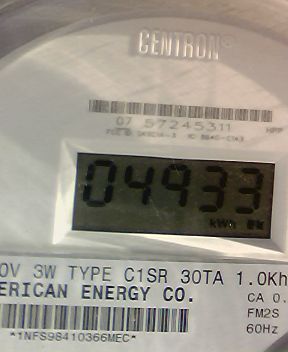 CENTRON®
07 57245311
04933
kWh
0V 3W TYPE C1SR 30TA 1.0Kh
ERICAN ENERGY CO.
CA 0.
FM2S
60Hz
*1NFS98410366MEC*